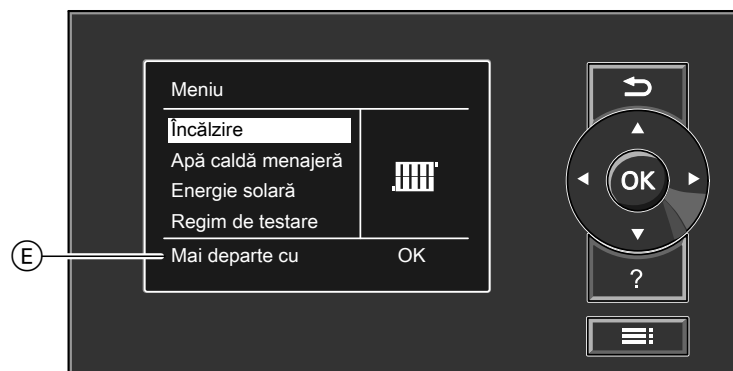 Meniu
Încălzire
Apă caldă menajeră
Energie solară
Regim de testare
Mai departe cu OK
E
OK
?